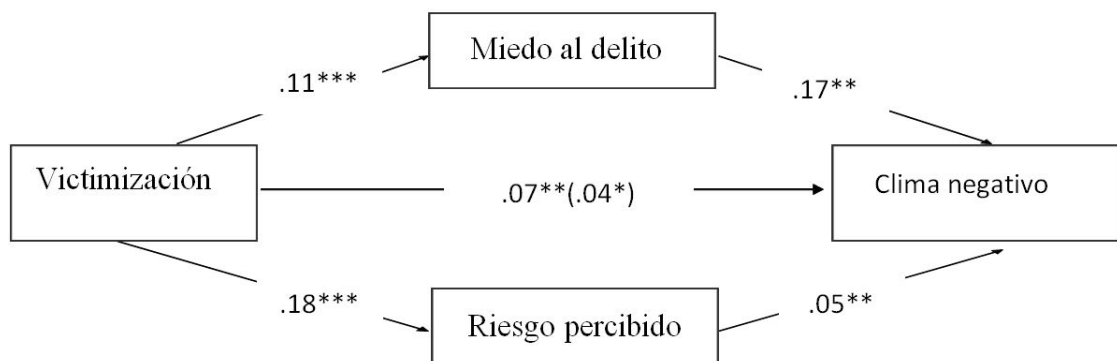 Miedo al delito
.11***
.17**
Victimización
.07**(.04*)
Clima negativo
.18***
.05**
Riesgo percibido